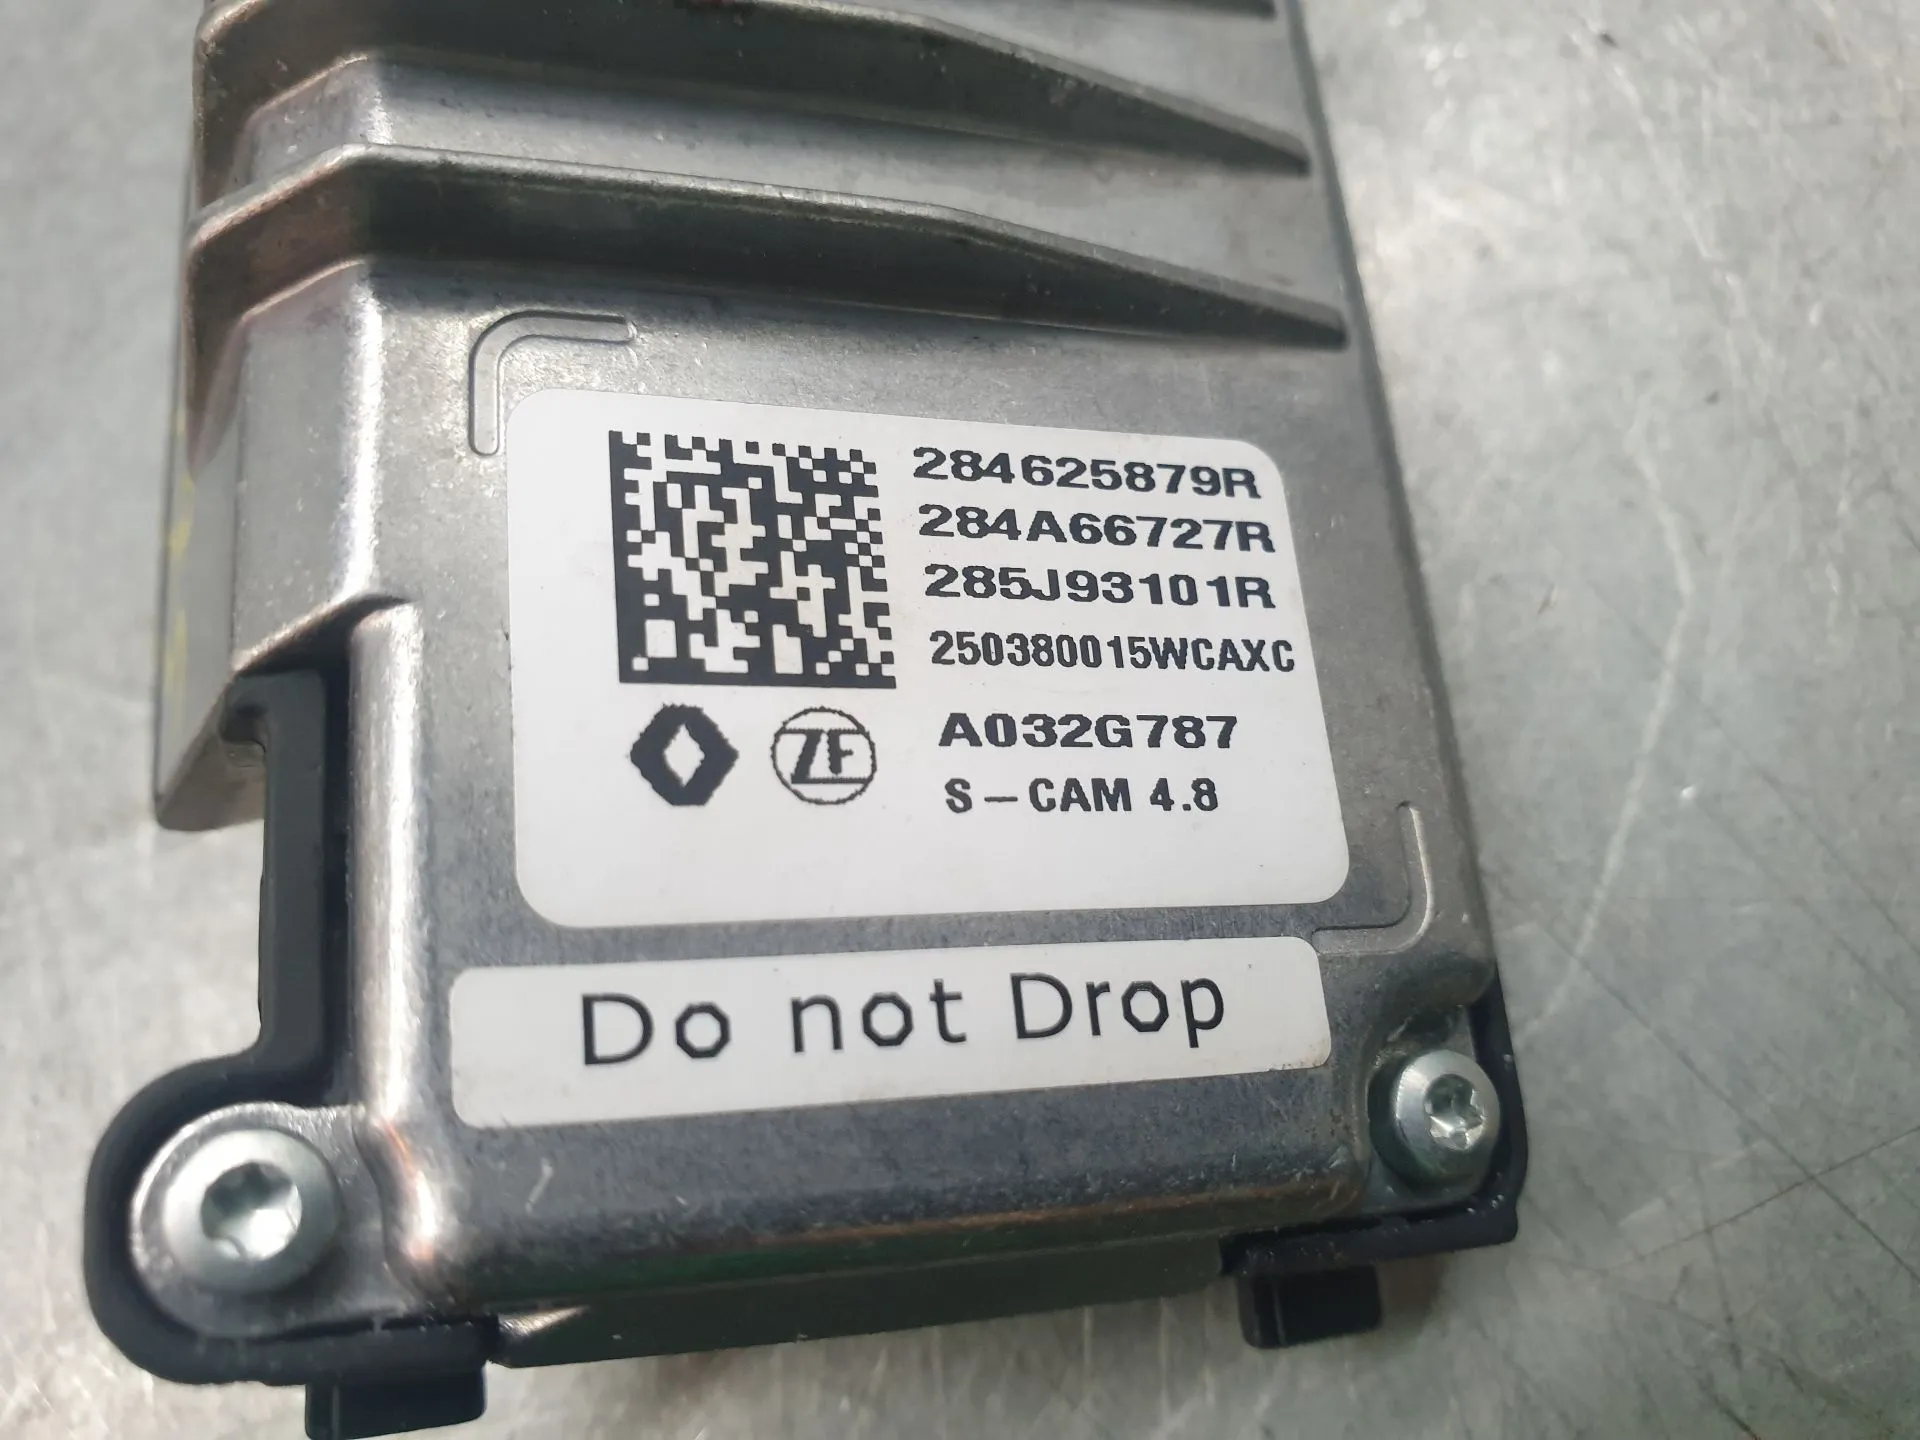 284625879R
284A66727R
285J93101R
250380015WCAXC
ZF
A032G787
S-CAM 4.8
Do not Drop